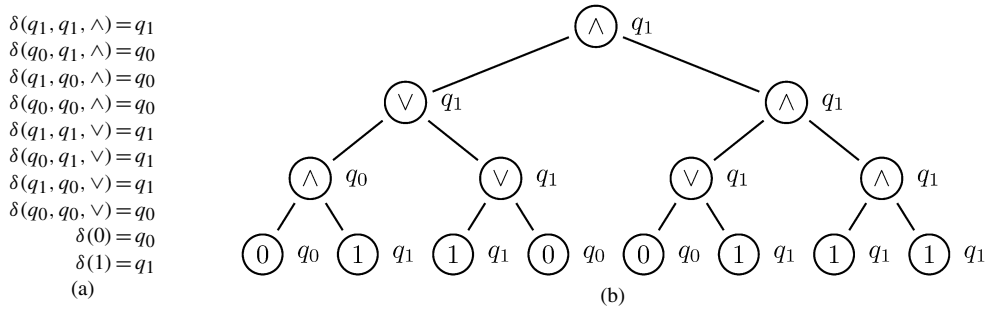 δ(q₁, q₁, ∧) = q₁
δ(q₀, q₁, ∧) = q₀
δ(q₁, q₀, ∧) = q₀
δ(q₀, q₀, ∧) = q₀
δ(q₁, q₁, ∨) = q₁
δ(q₀, q₁, ∨) = q₁
δ(q₁, q₀, ∨) = q₁
δ(q₀, q₀, ∨) = q₀
δ(0) = q₀
δ(1) = q₁
(a)
∧ q₁
∨ q₁ ∧ q₁
∧ q₀ ∨ q₁ ∨ q₁ ∧ q₁
0 q₀ 1 q₁ 1 q₁ 0 q₀ 0 q₀ 1 q₁ 1 q₁ 1 q₁
(b)